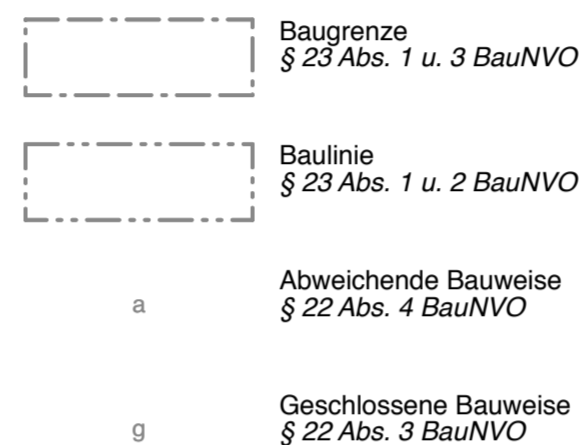 Baugrenze
§ 23 Abs. 1 u. 3 BauNVO
Baulinie
§ 23 Abs. 1 u. 2 BauNVO
a
Abweichende Bauweise
§ 22 Abs. 4 BauNVO
g
Geschlossene Bauweise
§ 22 Abs. 3 BauNVO